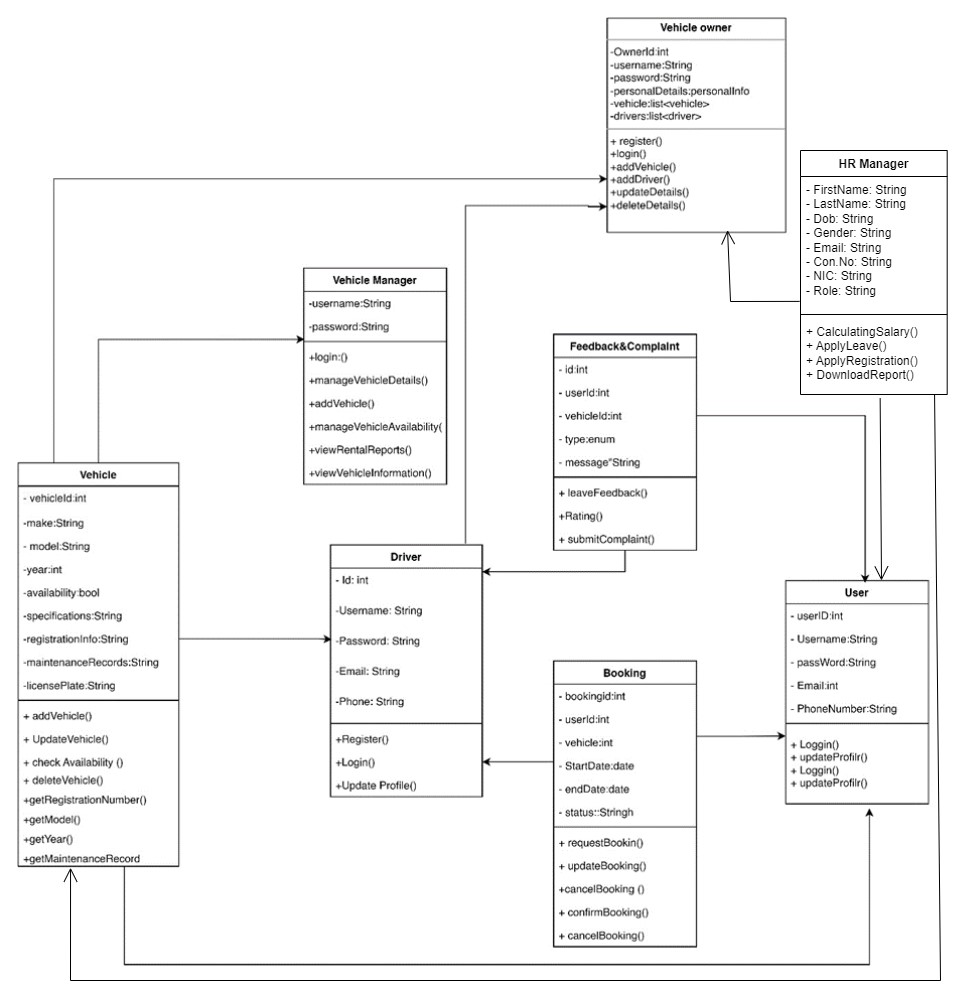 Vehicle owner
-OwnerId:int
-username:String
-password:String
-personalDetails:personalInfo
-vehicle:list<vehicle>
-drivers:list<driver>
+ register()
+login()
+addVehicle()
+addDriver()
+updateDetails()
+deleteDetails()
HR Manager
- FirstName: String
- LastName: String
- Dob: String
- Gender: String
- Email: String
- Con.No: String
- NIC: String
- Role: String
+ CalculatingSalary()
+ ApplyLeave()
+ ApplyRegistration()
+ DownloadReport()
Vehicle Manager
-username:String
-password:String
+login:()
+manageVehicleDetails()
+addVehicle()
+manageVehicleAvailability(
+viewRentalReports()
+viewVehicleInformation()
Feedback&Complaint
- id:int
- userId:int
- vehicleId:int
- type:enum
- message"String
+ leaveFeedback()
+Rating()
+ submitComplaint()
Vehicle
- vehicleId:int
-make:String
- model:String
-year:int
-availability:bool
-specifications:String
-registrationInfo:String
-maintenanceRecords:String
-licensePlate:String
+ addVehicle()
+ UpdateVehicle()
+ check Availability ()
+ deleteVehicle()
+getRegistrationNumber()
+getModel()
+getYear()
+getMaintenanceRecord
Driver
- Id: int
-Username: String
-Password: String
-Email: String
-Phone: String
+Register()
+Login()
+Update Profile()
Booking
- bookingid:int
- userId:int
- vehicle:int
- StartDate:date
- endDate:date
- status::Stringh
+ requestBookin()
+ updateBooking()
+cancelBooking ()
+ confirmBooking()
+ cancelBooking()
User
- userID:int
- Username:String
- passWord:String
- Email:int
- PhoneNumber:String
+ Loggin()
+ updateProfilr()
+ Loggin()
+ updateProfilr()